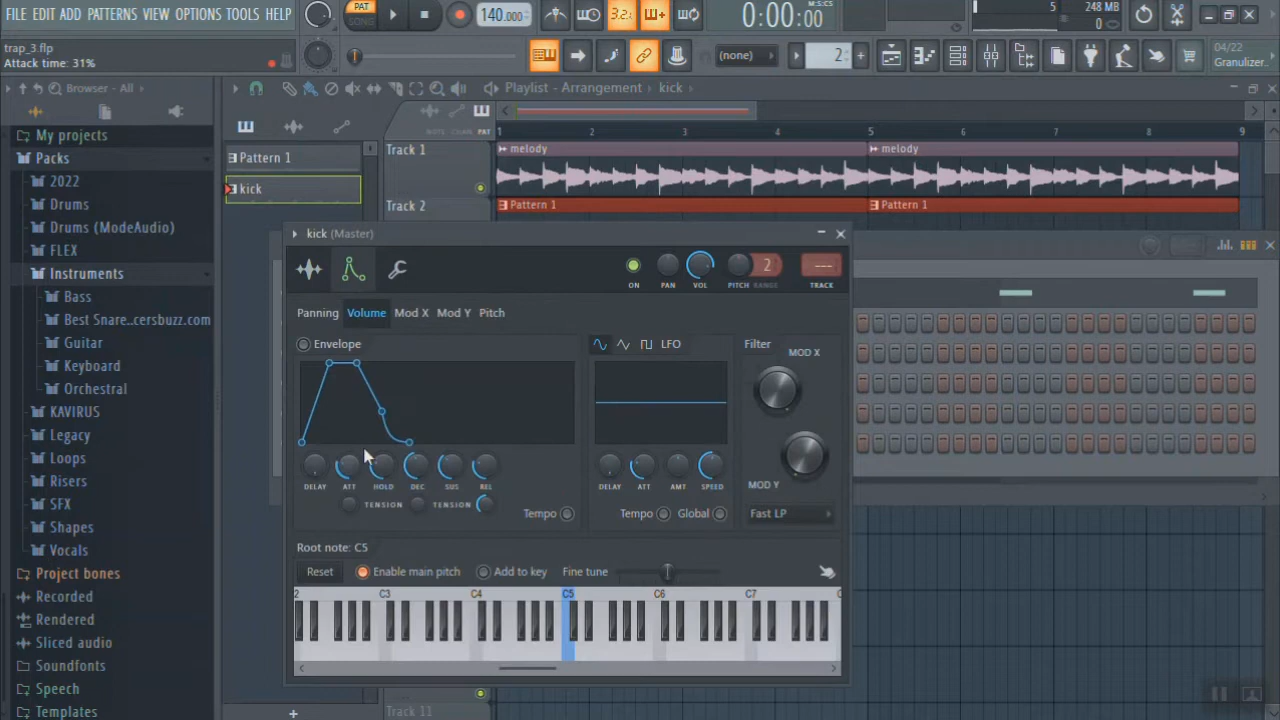 FILE EDIT ADD PATTERNS VIEW OPTIONS TOOLS HELP
PAT
SONG
140.000
3.2.
0:00:00
M:S:CS
5
248 MB
0
trap_3.flp
Attack time: 31%
(none)
2
04/22
Granulizer..
Browser - All
Playlist - Arrangement
kick
My projects
Packs
2022
Drums
Drums (ModeAudio)
FLEX
Instruments
Bass
Best Snare..cersbuzz.com
Guitar
Keyboard
Orchestral
KAVIRUS
Legacy
Loops
Risers
SFX
Shapes
Vocals
Project bones
Recorded
Rendered
Sliced audio
Soundfonts
Speech
Templates
Pattern 1
kick
NOTE CHAN PAT
1 2 3 4 5 6 7 8 9
Track 1
melody melody
Track 2
Pattern 1 Pattern 1
kick (Master)
ON PAN VOL PITCH RANGE TRACK
2
---
Panning Volume Mod X Mod Y Pitch
Envelope
DELAY ATT HOLD DEC SUS REL
TENSION TENSION
Tempo
LFO
DELAY ATT AMT SPEED
Tempo Global
Filter
MOD X
MOD Y
Fast LP
Root note: C5
Reset Enable main pitch Add to key Fine tune
2 C3 C4 C5 C6 C7 C
Track 11